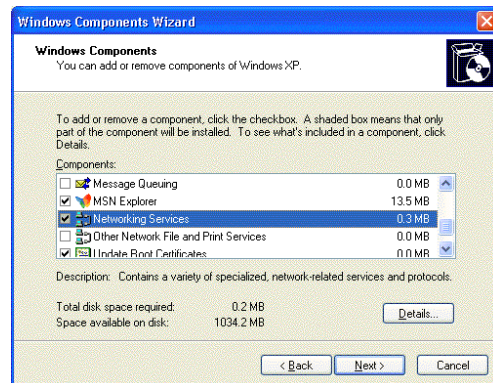 Windows Components Wizard
Windows Components
You can add or remove components of Windows XP.
To add or remove a component, click the checkbox. A shaded box means that only
part of the component will be installed. To see what's included in a component, click
Details.
Components:
Message Queuing 0.0 MB
MSN Explorer 13.5 MB
Networking Services 0.3 MB
Other Network File and Print Services 0.0 MB
Update Root Certificates 0.0 MB
Description: Contains a variety of specialized, network-related services and protocols.
Total disk space required: 0.2 MB
Space available on disk: 1034.2 MB
Details...
< Back Next > Cancel